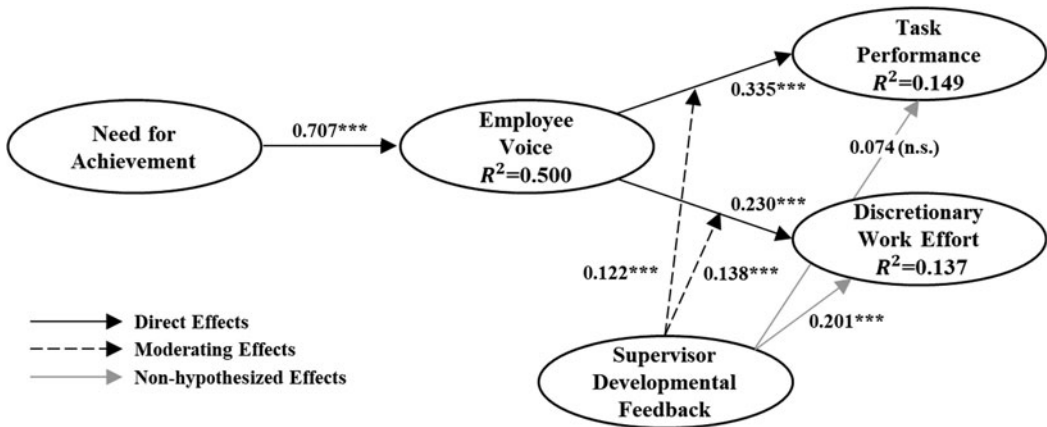 Task
Performance
R²=0.149
0.335***
Need for
Achievement
0.707***
Employee
Voice
R²=0.500
0.074 (n.s.)
0.230***
Discretionary
Work Effort
R²=0.137
0.122***
0.138***
0.201***
Direct Effects
Moderating Effects
Non-hypothesized Effects
Supervisor
Developmental
Feedback